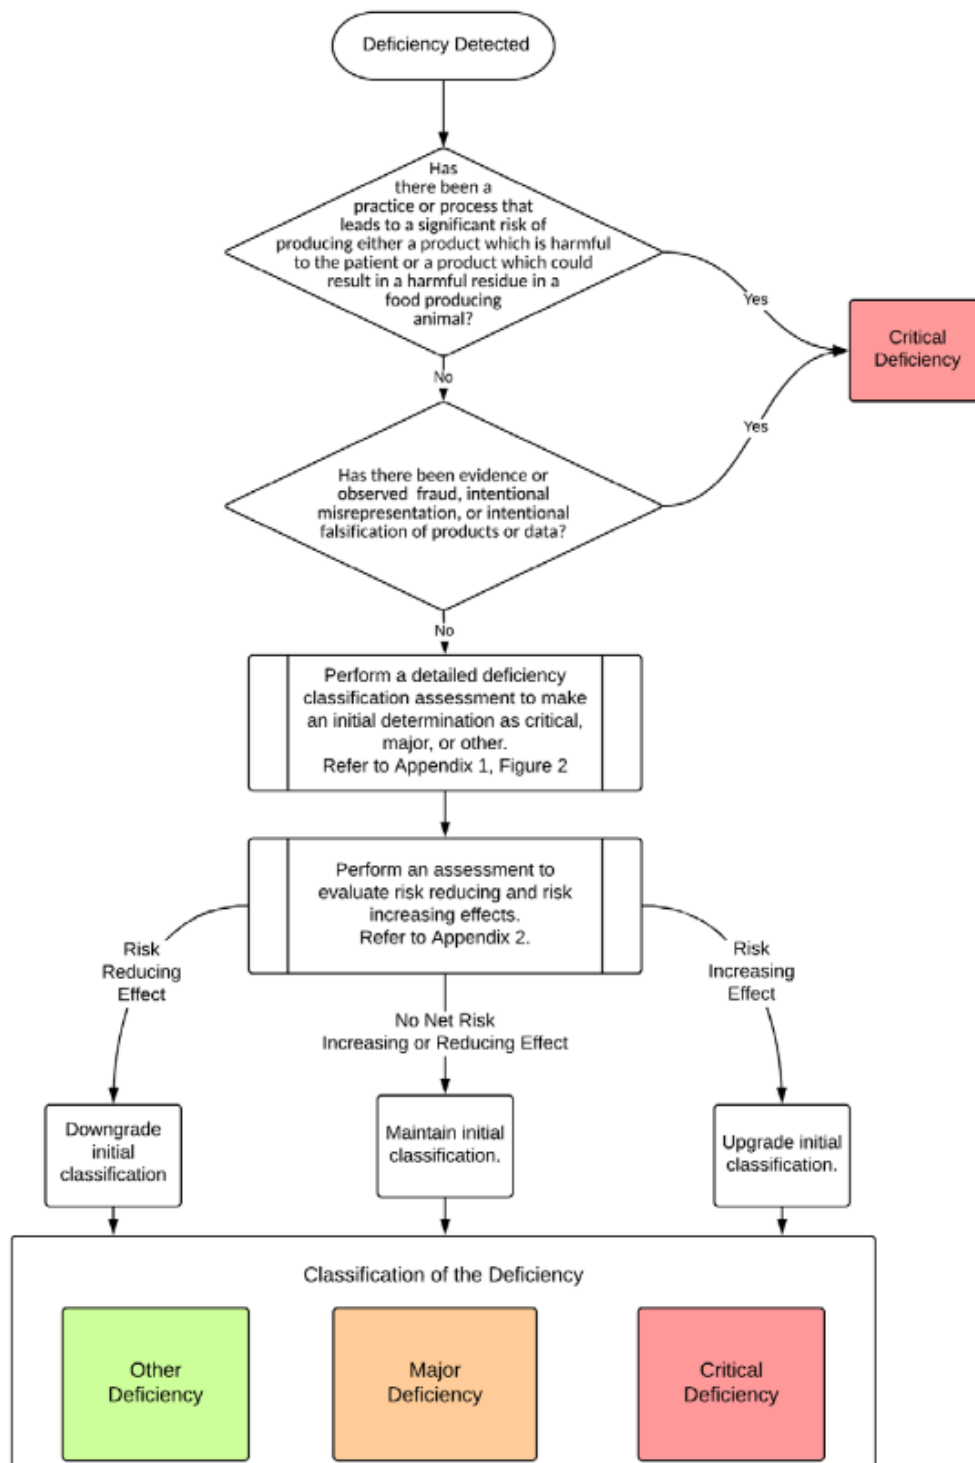 Deficiency Detected
Has
there been a
practice or process that
leads to a significant risk of
producing either a product which is harmful
to the patient or a product which could
result in a harmful residue in a
food producing
animal?
Yes
Critical
Deficiency
No
Yes
Has there been evidence or
observed fraud, intentional
misrepresentation, or intentional
falsification of products or data?
No
Perform a detailed deficiency
classification assessment to make
an initial determination as critical,
major, or other.
Refer to Appendix 1, Figure 2
Perform an assessment to
evaluate risk reducing and risk
increasing effects.
Refer to Appendix 2.
Risk
Reducing
Effect
No Net Risk
Increasing or Reducing Effect
Risk
Increasing
Effect
Downgrade
initial
classification
Maintain initial
classification.
Upgrade initial
classification.
Classification of the Deficiency
Other
Deficiency
Major
Deficiency
Critical
Deficiency